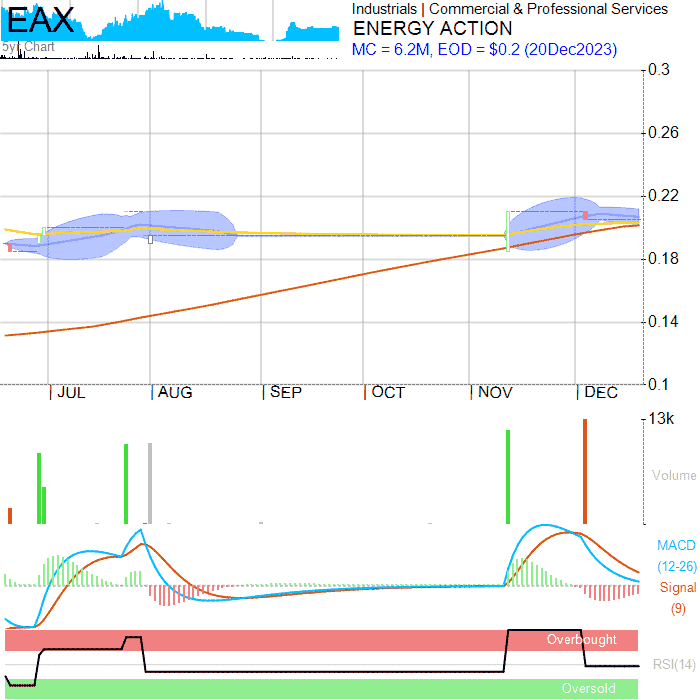 EAX
5yr Chart
Industrials | Commercial & Professional Services
ENERGY ACTION
MC = 6.2M, EOD = $0.2 (20Dec2023)
0.3
0.26
0.22
0.18
0.14
0.1
JUL AUG SEP OCT NOV DEC
13k
Volume
MACD
(12-26)
Signal
(9)
Overbought
RSI(14)
Oversold